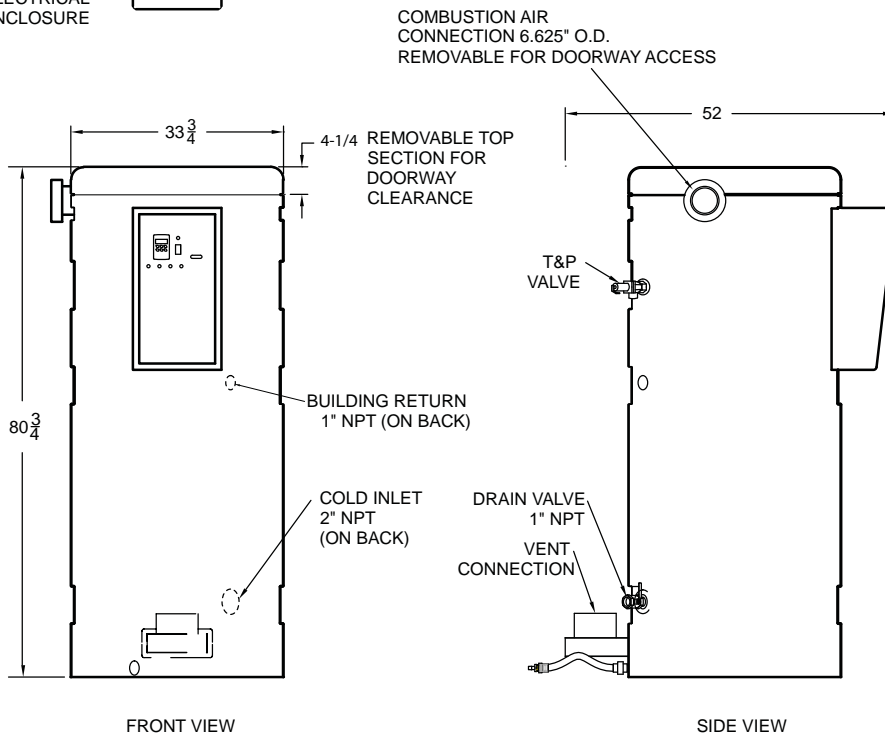 NCLOSURE
COMBUSTION AIR
CONNECTION 6.625" O.D.
REMOVABLE FOR DOORWAY ACCESS
33 3/4
4-1/4
REMOVABLE TOP
SECTION FOR
DOORWAY
CLEARANCE
52
T&P
VALVE
BUILDING RETURN
1" NPT (ON BACK)
80 3/4
COLD INLET
2" NPT
(ON BACK)
DRAIN VALVE
1" NPT
VENT
CONNECTION
FRONT VIEW
SIDE VIEW